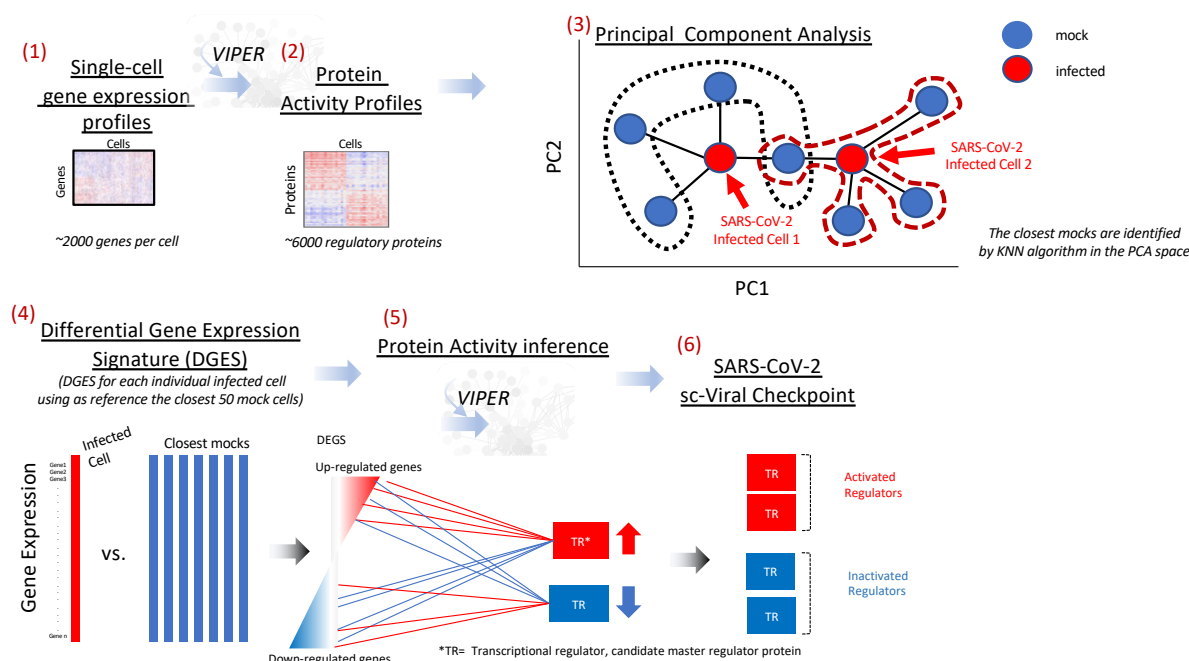 (1)
Single-cell
gene expression
profiles
Cells
Genes
~2000 genes per cell
VIPER
(2)
Protein
Activity Profiles
Cells
Proteins
~6000 regulatory proteins
(3)
Principal Component Analysis
mock
infected
PC2
SARS-CoV-2
Infected Cell 1
SARS-CoV-2
Infected Cell 2
PC1
The closest mocks are identified
by KNN algorithm in the PCA space
(4)
Differential Gene Expression
Signature (DGES)
(DGES for each individual infected cell
using as reference the closest 50 mock cells)
Gene Expression
Infected
Cell
Gene1
Gene2
Gene3
Gene n
vs.
Closest mocks
(5)
Protein Activity inference
VIPER
DEGS
Up-regulated genes
Down-regulated genes
TR*
TR
*TR= Transcriptional regulator, candidate master regulator protein
(6)
SARS-CoV-2
sc-Viral Checkpoint
TR
TR
Activated
Regulators
TR
TR
Inactivated
Regulators